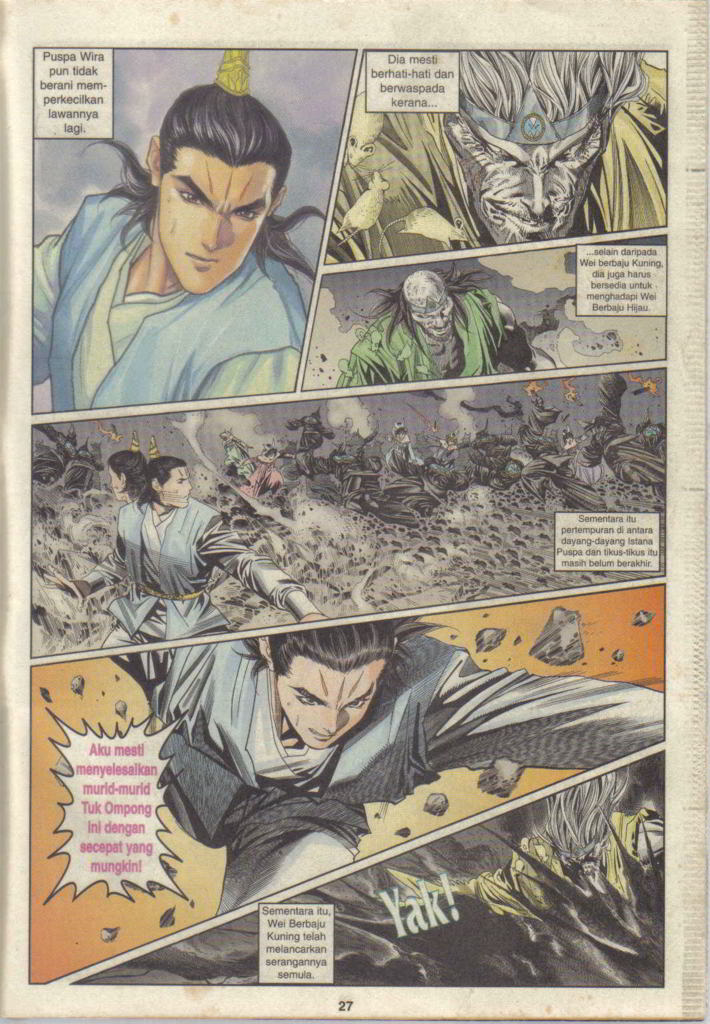 Puspa Wira
pun tidak
berani mem-
perkecilkan
lawannya
lagi.
Dia mesti
berhati-hati dan
berwaspada
kerana...
...selain daripada
Wei berbaju Kuning,
dia juga harus
bersedia untuk
menghadapi Wei
Berbaju Hijau.
Sementara itu
pertempuran di antara
dayang-dayang Istana
Puspa dan tikus-tikus itu
masih belum berakhir.
Aku mesti
menyelesaikan
murid-murid
Tuk Ompong
ini dengan
secepat yang
mungkin!
Yak!
Sementara itu,
Wei Berbaju
Kuning telah
melancarkan
serangannya
semula.
27